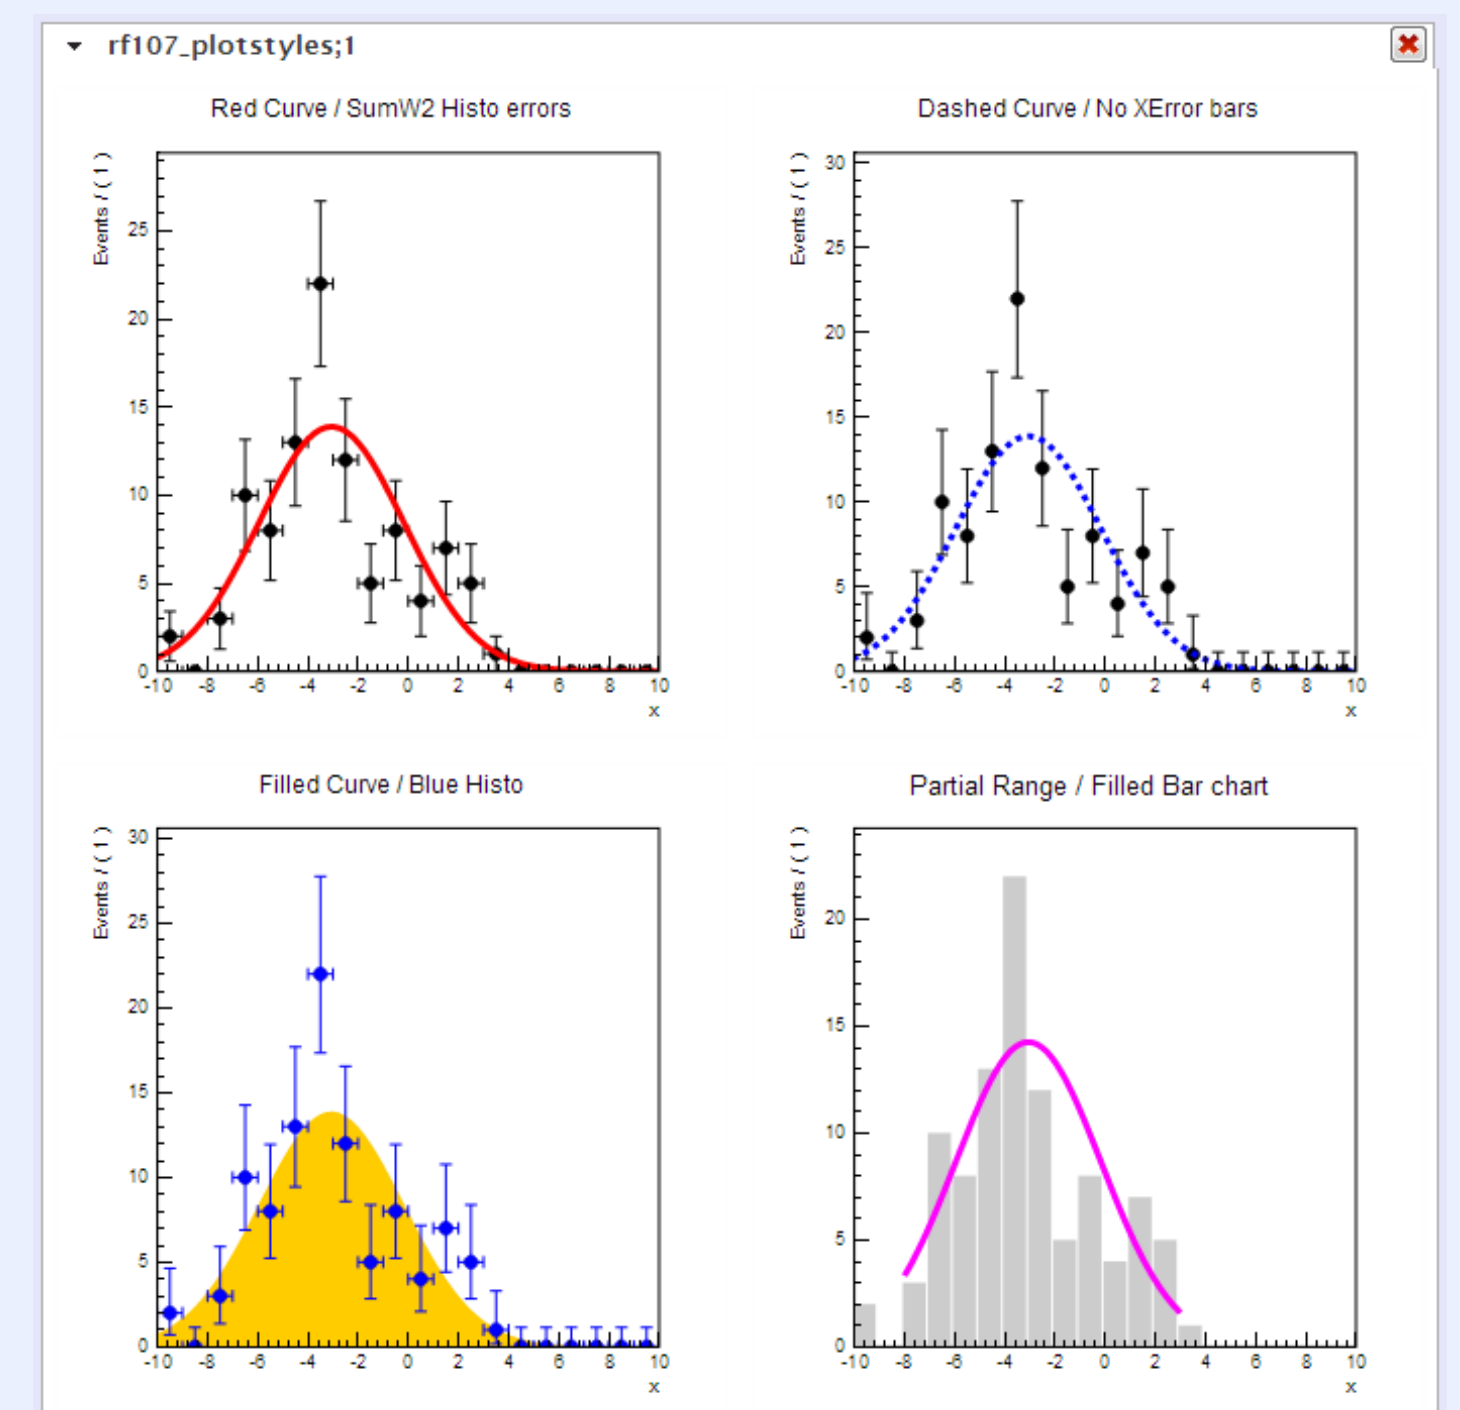 rf107_plotstyles;1
Red Curve / SumW2 Histo errors
Events / ( 1 )
25
20
15
10
5
0
-10 -8 -6 -4 -2 0 2 4 6 8 10
x
Dashed Curve / No XError bars
Events / ( 1 )
30
25
20
15
10
5
0
-10 -8 -6 -4 -2 0 2 4 6 8 10
x
Filled Curve / Blue Histo
Events / ( 1 )
30
25
20
15
10
5
0
-10 -8 -6 -4 -2 0 2 4 6 8 10
x
Partial Range / Filled Bar chart
Events / ( 1 )
20
15
10
5
0
-10 -8 -6 -4 -2 0 2 4 6 8 10
x